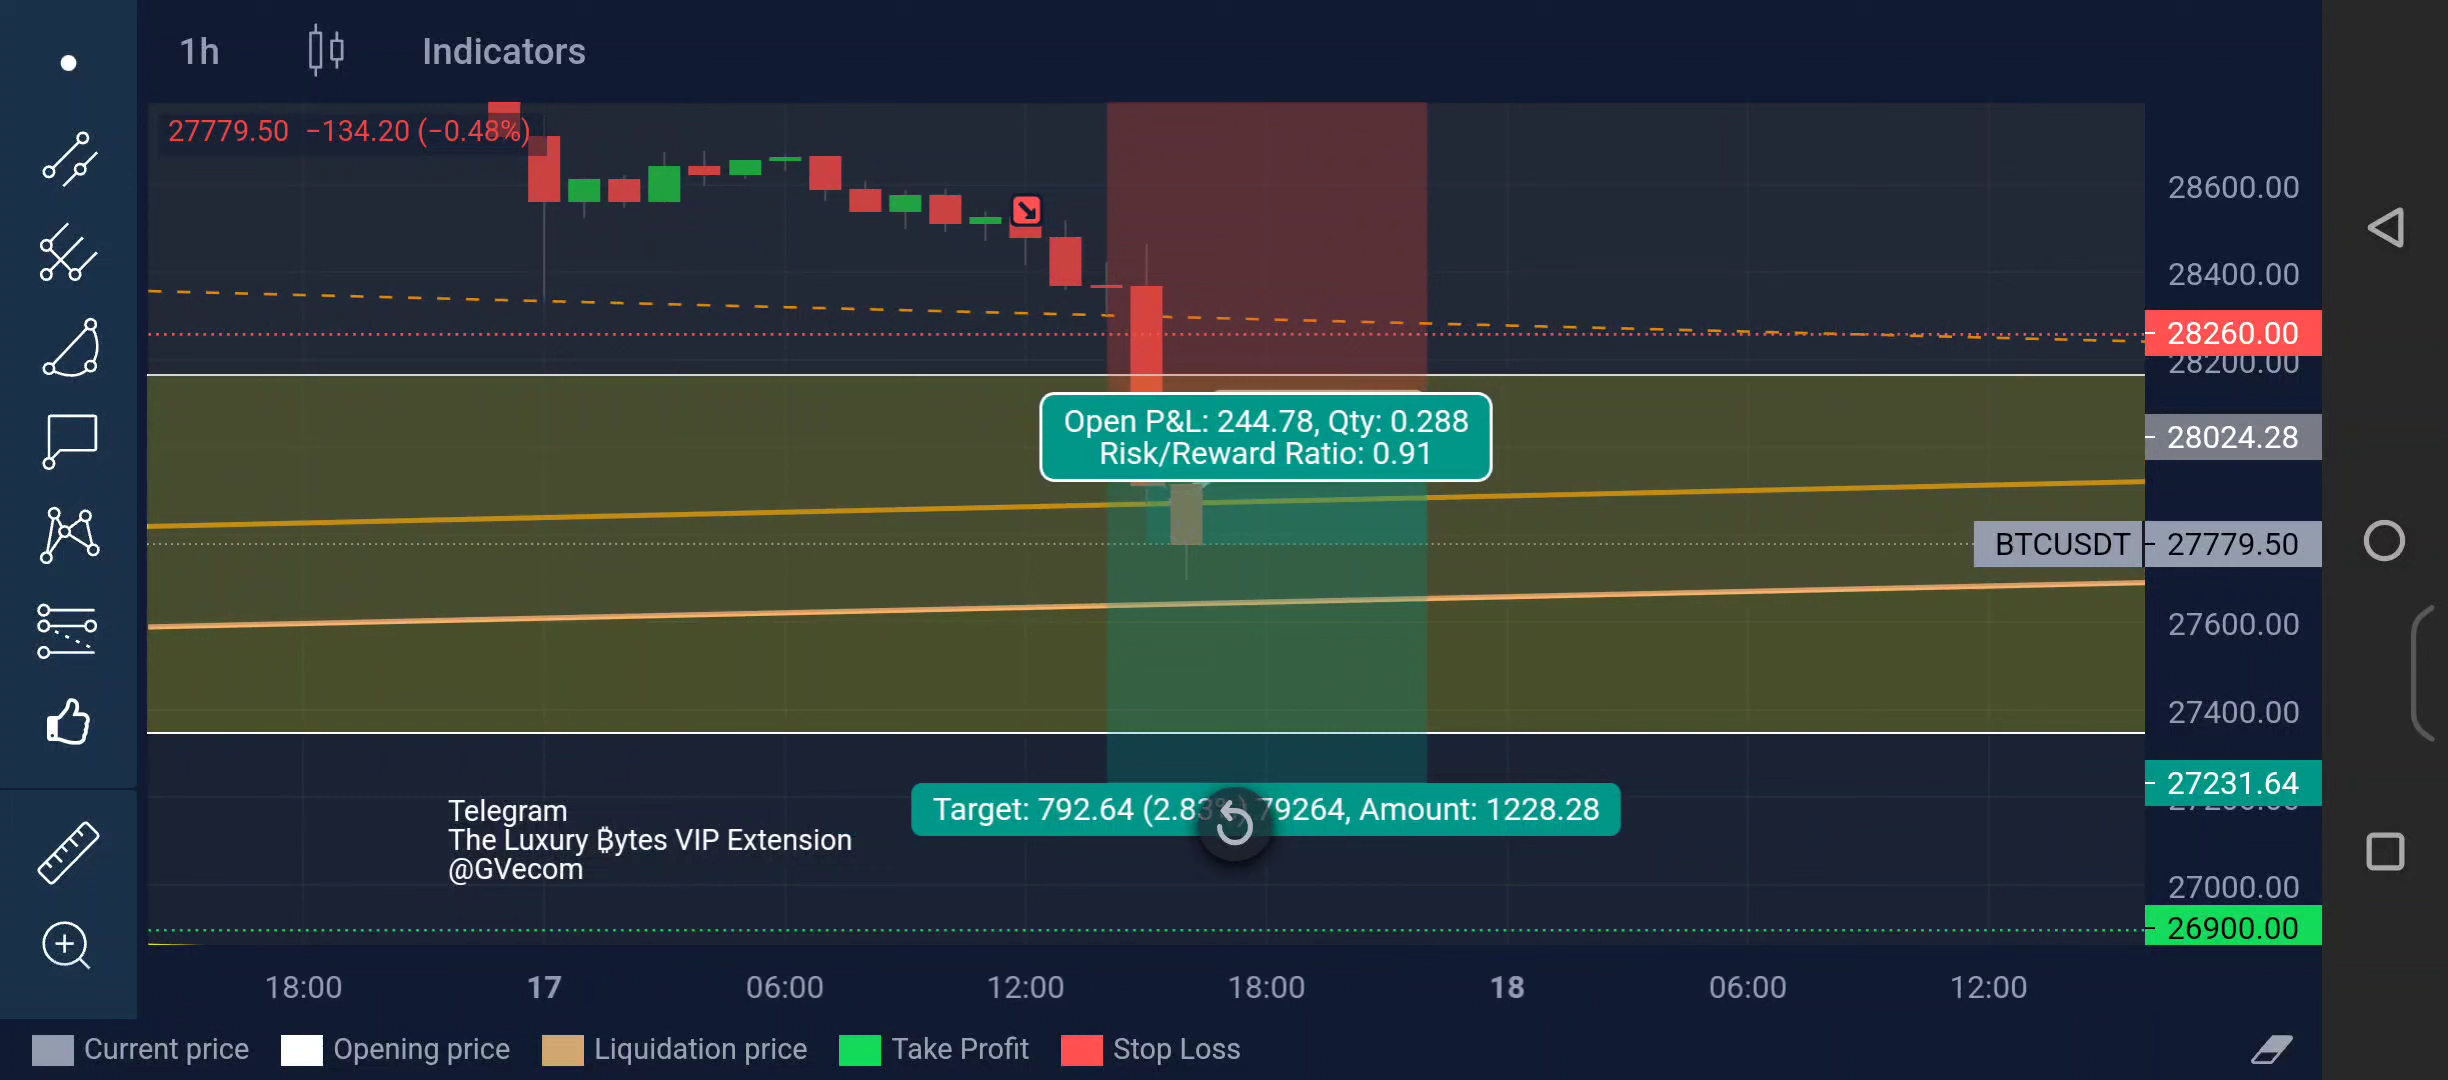 1h
Indicators
27779.50 −134.20 (−0.48%)
28600.00
28400.00
28260.00
28200.00
Open P&L: 244.78, Qty: 0.288
Risk/Reward Ratio: 0.91
28024.28
BTCUSDT
27779.50
27600.00
27400.00
27231.64
Target: 792.64 (2.83%) 79264, Amount: 1228.28
Telegram
The Luxury ₿ytes VIP Extension
@GVecom
27000.00
26900.00
18:00
17
06:00
12:00
18:00
18
06:00
12:00
Current price
Opening price
Liquidation price
Take Profit
Stop Loss